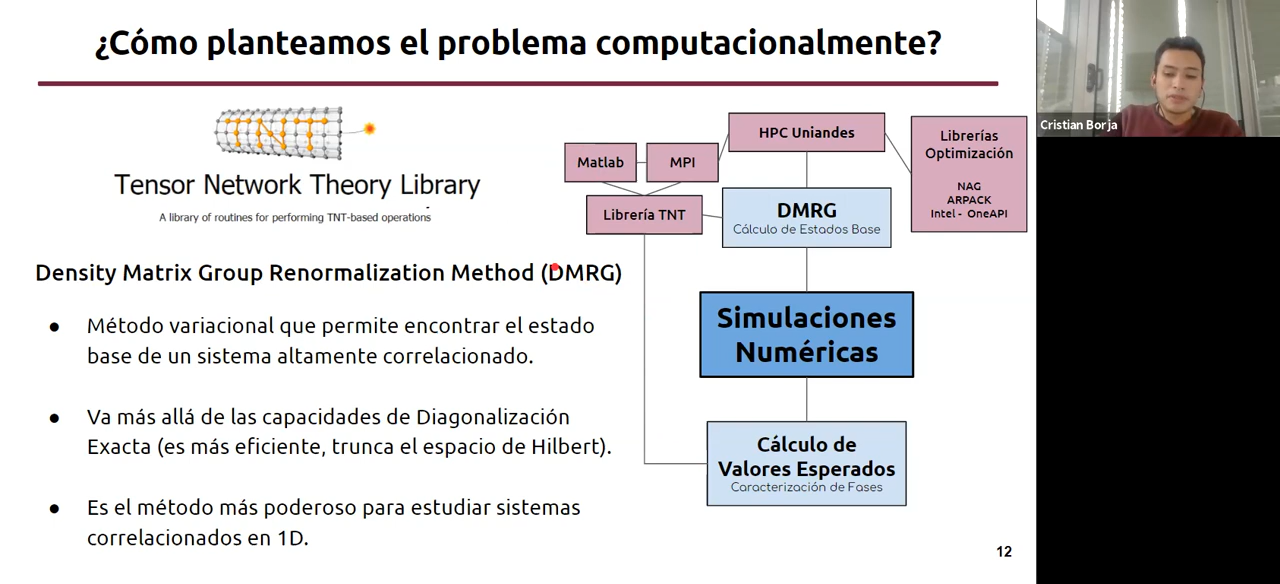 ¿Cómo planteamos el problema computacionalmente?
Tensor Network Theory Library
A library of routines for performing TNT-based operations
Density Matrix Group Renormalization Method (DMRG)
● Método variacional que permite encontrar el estado
base de un sistema altamente correlacionado.
● Va más allá de las capacidades de Diagonalización
Exacta (es más eficiente, trunca el espacio de Hilbert).
● Es el método más poderoso para estudiar sistemas
correlacionados en 1D.
HPC Uniandes
Matlab
MPI
Librería TNT
Librerías
Optimización
NAG
ARPACK
Intel - OneAPI
DMRG
Cálculo de Estados Base
Simulaciones
Numéricas
Cálculo de
Valores Esperados
Caracterización de Fases
12
Cristian Borja